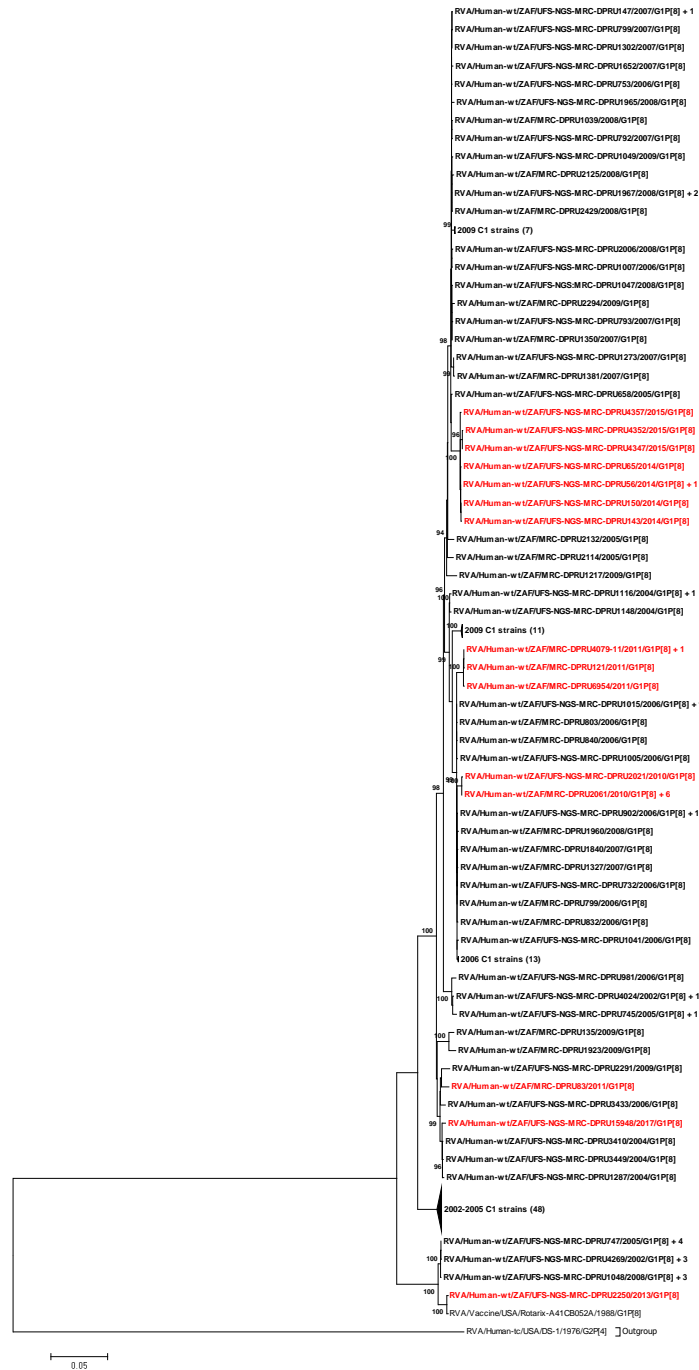 RVA/Human-wt/ZAF/UFS-NGS-MRC-DPRU147/2007/G1P[8] + 1
RVA/Human-wt/ZAF/UFS-NGS-MRC-DPRU799/2007/G1P[8]
RVA/Human-wt/ZAF/UFS-NGS-MRC-DPRU1302/2007/G1P[8]
RVA/Human-wt/ZAF/UFS-NGS-MRC-DPRU1652/2007/G1P[8]
RVA/Human-wt/ZAF/UFS-NGS-MRC-DPRU753/2006/G1P[8]
RVA/Human-wt/ZAF/UFS-NGS-MRC-DPRU1965/2008/G1P[8]
RVA/Human-wt/ZAF/MRC-DPRU1039/2008/G1P[8]
RVA/Human-wt/ZAF/UFS-NGS-MRC-DPRU792/2007/G1P[8]
RVA/Human-wt/ZAF/UFS-NGS-MRC-DPRU1049/2009/G1P[8]
RVA/Human-wt/ZAF/MRC-DPRU2125/2008/G1P[8]
RVA/Human-wt/ZAF/UFS-NGS-MRC-DPRU1967/2008/G1P[8] + 2
RVA/Human-wt/ZAF/MRC-DPRU2429/2008/G1P[8]
99
2009 C1 strains (7)
RVA/Human-wt/ZAF/UFS-NGS-MRC-DPRU2006/2008/G1P[8]
RVA/Human-wt/ZAF/UFS-NGS-MRC-DPRU1007/2006/G1P[8]
RVA/Human-wt/ZAF/UFS-NGS:MRC-DPRU1047/2008/G1P[8]
RVA/Human-wt/ZAF/MRC-DPRU2294/2009/G1P[8]
RVA/Human-wt/ZAF/UFS-NGS-MRC-DPRU793/2007/G1P[8]
RVA/Human-wt/ZAF/MRC-DPRU1350/2007/G1P[8]
98
RVA/Human-wt/ZAF/UFS-NGS-MRC-DPRU1273/2007/G1P[8]
99
RVA/Human-wt/ZAF/MRC-DPRU1381/2007/G1P[8]
RVA/Human-wt/ZAF/UFS-NGS-MRC-DPRU658/2005/G1P[8]
RVA/Human-wt/ZAF/UFS-NGS-MRC-DPRU4357/2015/G1P[8]
RVA/Human-wt/ZAF/UFS-NGS-MRC-DPRU4352/2015/G1P[8]
96
RVA/Human-wt/ZAF/UFS-NGS-MRC-DPRU4347/2015/G1P[8]
100
RVA/Human-wt/ZAF/UFS-NGS-MRC-DPRU65/2014/G1P[8]
RVA/Human-wt/ZAF/UFS-NGS-MRC-DPRU56/2014/G1P[8] + 1
RVA/Human-wt/ZAF/UFS-NGS-MRC-DPRU150/2014/G1P[8]
RVA/Human-wt/ZAF/UFS-NGS-MRC-DPRU143/2014/G1P[8]
94
RVA/Human-wt/ZAF/MRC-DPRU2132/2005/G1P[8]
RVA/Human-wt/ZAF/MRC-DPRU2114/2005/G1P[8]
RVA/Human-wt/ZAF/MRC-DPRU1217/2009/G1P[8]
96
RVA/Human-wt/ZAF/UFS-NGS-MRC-DPRU1116/2004/G1P[8] + 1
100
RVA/Human-wt/ZAF/UFS-NGS-MRC-DPRU1148/2004/G1P[8]
100
2009 C1 strains (11)
RVA/Human-wt/ZAF/MRC-DPRU4079-11/2011/G1P[8] + 1
99
100
RVA/Human-wt/ZAF/MRC-DPRU121/2011/G1P[8]
RVA/Human-wt/ZAF/MRC-DPRU6954/2011/G1P[8]
RVA/Human-wt/ZAF/UFS-NGS-MRC-DPRU1015/2006/G1P[8] +
RVA/Human-wt/ZAF/MRC-DPRU803/2006/G1P[8]
RVA/Human-wt/ZAF/MRC-DPRU840/2006/G1P[8]
RVA/Human-wt/ZAF/UFS-NGS-MRC-DPRU1005/2006/G1P[8]
RVA/Human-wt/ZAF/UFS-NGS-MRC-DPRU2021/2010/G1P[8]
98
RVA/Human-wt/ZAF/MRC-DPRU2061/2010/G1P[8] + 6
RVA/Human-wt/ZAF/UFS-NGS-MRC-DPRU902/2006/G1P[8] + 1
RVA/Human-wt/ZAF/MRC-DPRU1960/2008/G1P[8]
RVA/Human-wt/ZAF/MRC-DPRU1840/2007/G1P[8]
RVA/Human-wt/ZAF/MRC-DPRU1327/2007/G1P[8]
RVA/Human-wt/ZAF/UFS-NGS-MRC-DPRU732/2006/G1P[8]
RVA/Human-wt/ZAF/MRC-DPRU799/2006/G1P[8]
RVA/Human-wt/ZAF/MRC-DPRU832/2006/G1P[8]
100
RVA/Human-wt/ZAF/UFS-NGS-MRC-DPRU1041/2006/G1P[8]
2006 C1 strains (13)
RVA/Human-wt/ZAF/UFS-NGS-MRC-DPRU981/2006/G1P[8]
100
RVA/Human-wt/ZAF/UFS-NGS-MRC-DPRU4024/2002/G1P[8] + 1
RVA/Human-wt/ZAF/UFS-NGS-MRC-DPRU745/2005/G1P[8] + 1
100
RVA/Human-wt/ZAF/MRC-DPRU135/2009/G1P[8]
RVA/Human-wt/ZAF/MRC-DPRU1923/2009/G1P[8]
RVA/Human-wt/ZAF/UFS-NGS-MRC-DPRU2291/2009/G1P[8]
RVA/Human-wt/ZAF/MRC-DPRU83/2011/G1P[8]
RVA/Human-wt/ZAF/UFS-NGS-MRC-DPRU3433/2006/G1P[8]
99
RVA/Human-wt/ZAF/UFS-NGS-MRC-DPRU15948/2017/G1P[8]
RVA/Human-wt/ZAF/UFS-NGS-MRC-DPRU3410/2004/G1P[8]
RVA/Human-wt/ZAF/UFS-NGS-MRC-DPRU3449/2004/G1P[8]
96
RVA/Human-wt/ZAF/UFS-NGS-MRC-DPRU1287/2004/G1P[8]
2002-2005 C1 strains (48)
RVA/Human-wt/ZAF/UFS-NGS-MRC-DPRU747/2005/G1P[8] + 4
100
RVA/Human-wt/ZAF/UFS-NGS-MRC-DPRU4269/2002/G1P[8] + 3
100
RVA/Human-wt/ZAF/UFS-NGS-MRC-DPRU1048/2008/G1P[8] + 3
RVA/Human-wt/ZAF/UFS-NGS-MRC-DPRU2250/2013/G1P[8]
100
RVA/Vaccine/USA/Rotarix-A41CB052A/1988/G1P[8]
RVA/Human-tc/USA/DS-1/1976/G2P[4] Outgroup
0.05